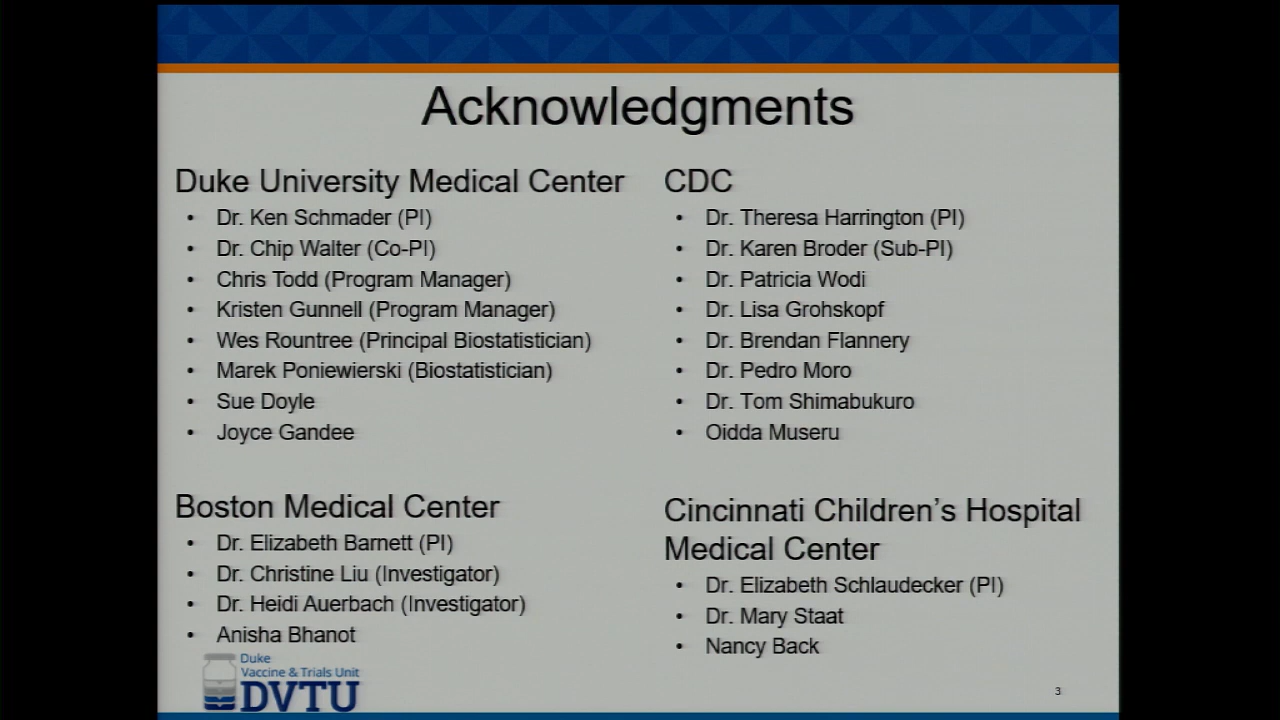 Acknowledgments
Duke University Medical Center
• Dr. Ken Schmader (PI)
• Dr. Chip Walter (Co-PI)
• Chris Todd (Program Manager)
• Kristen Gunnell (Program Manager)
• Wes Rountree (Principal Biostatistician)
• Marek Poniewierski (Biostatistician)
• Sue Doyle
• Joyce Gandee
Boston Medical Center
• Dr. Elizabeth Barnett (PI)
• Dr. Christine Liu (Investigator)
• Dr. Heidi Auerbach (Investigator)
• Anisha Bhanot
CDC
• Dr. Theresa Harrington (PI)
• Dr. Karen Broder (Sub-PI)
• Dr. Patricia Wodi
• Dr. Lisa Grohskopf
• Dr. Brendan Flannery
• Dr. Pedro Moro
• Dr. Tom Shimabukuro
• Oidda Museru
Cincinnati Children’s Hospital
Medical Center
• Dr. Elizabeth Schlaudecker (PI)
• Dr. Mary Staat
• Nancy Back
Duke
Vaccine & Trials Unit
DVTU
3